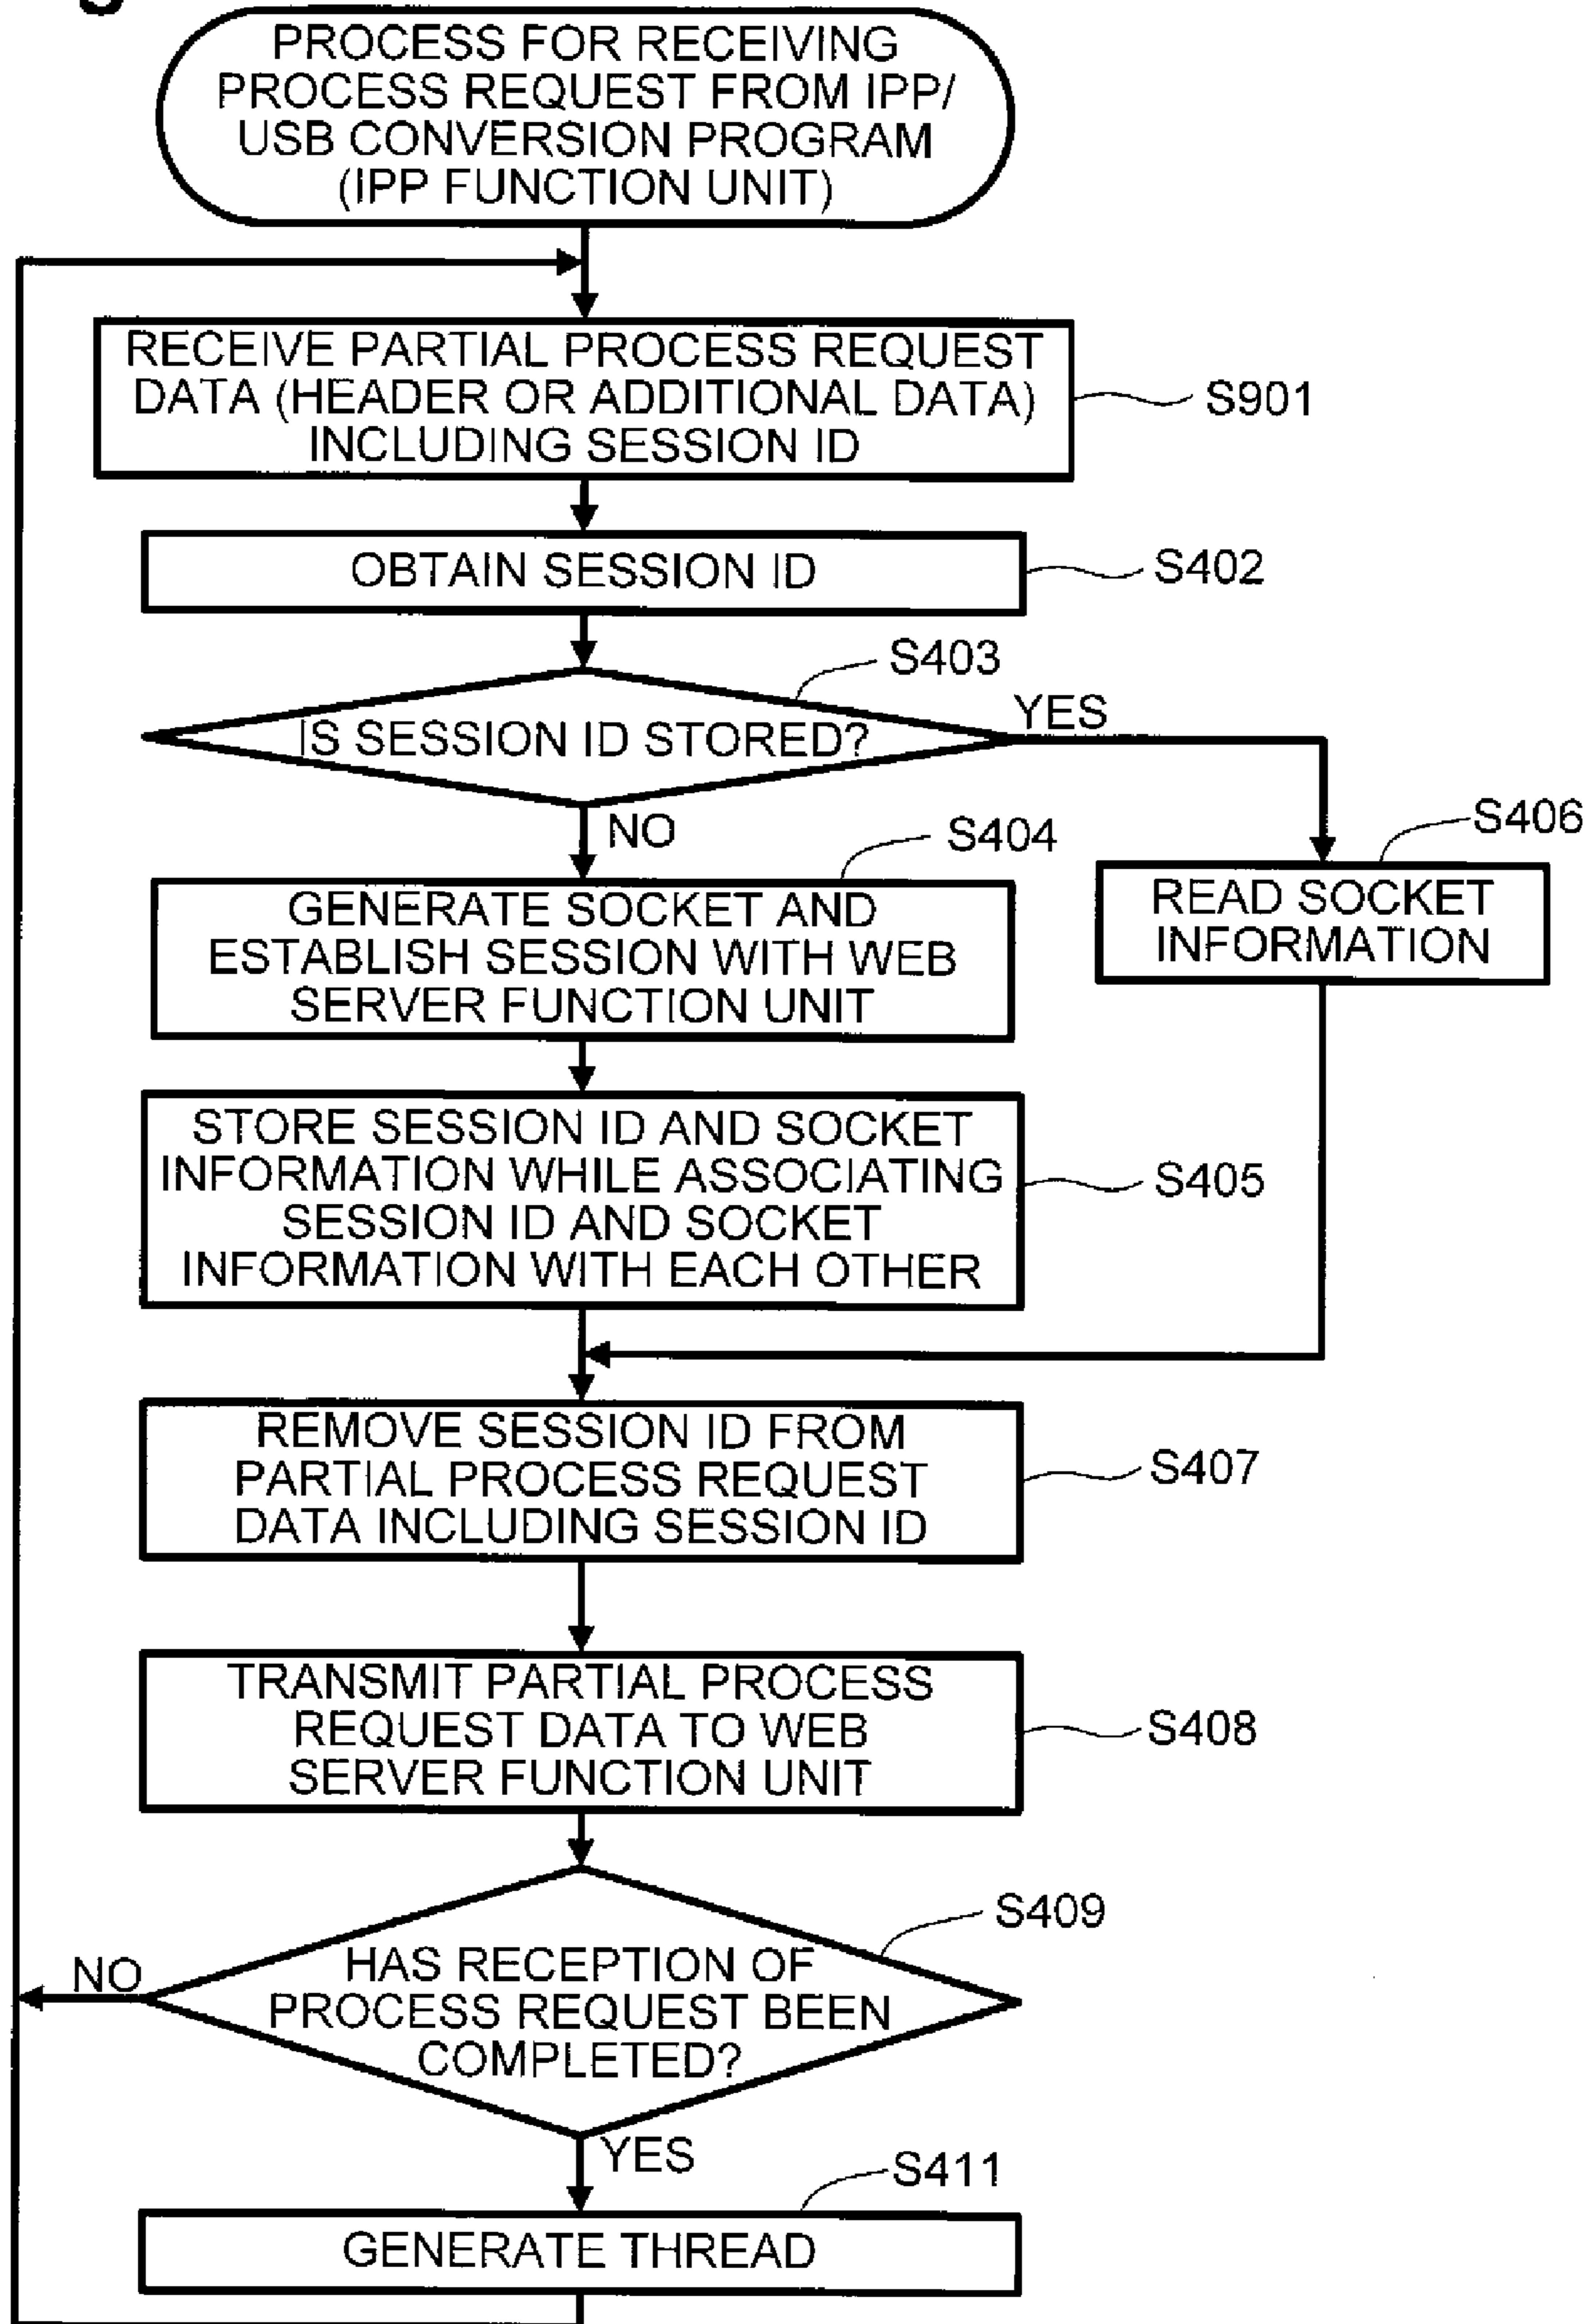 PROCESS FOR RECEIVING
PROCESS REQUEST FROM IPP/
USB CONVERSION PROGRAM
(IPP FUNCTION UNIT)
RECEIVE PARTIAL PROCESS REQUEST
DATA (HEADER OR ADDITIONAL DATA)
INCLUDING SESSION ID
S901
OBTAIN SESSION ID
S402
S403
IS SESSION ID STORED?
YES
NO
S404
GENERATE SOCKET AND
ESTABLISH SESSION WITH WEB
SERVER FUNCTION UNIT
S406
READ SOCKET
INFORMATION
STORE SESSION ID AND SOCKET
INFORMATION WHILE ASSOCIATING
SESSION ID AND SOCKET
INFORMATION WITH EACH OTHER
S405
REMOVE SESSION ID FROM
PARTIAL PROCESS REQUEST
DATA INCLUDING SESSION ID
S407
TRANSMIT PARTIAL PROCESS
REQUEST DATA TO WEB
SERVER FUNCTION UNIT
S408
S409
HAS RECEPTION OF
PROCESS REQUEST BEEN
COMPLETED?
NO
YES
S411
GENERATE THREAD